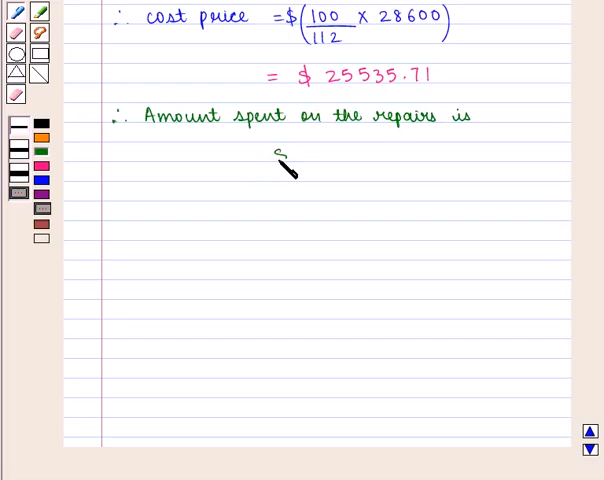 ∴ cost price = $(100/112 x 28600)
= $ 25535.71
∴ Amount spent on the repairs is